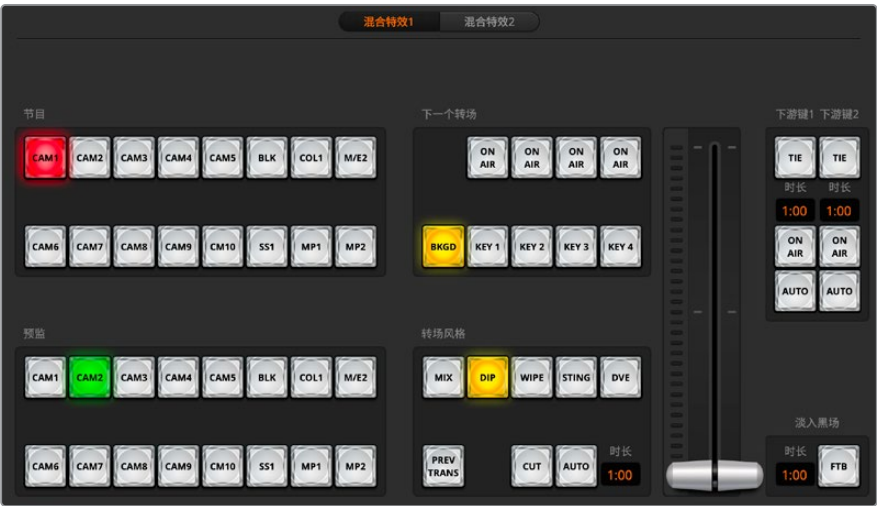 混合特效1 混合特效2
节目 下一个转场 下游键1 下游键2
CAM1 CAM2 CAM3 CAM4 CAM5 BLK COL1 M/E2
ON AIR ON AIR ON AIR ON AIR
TIE TIE
时长 时长
1:00 1:00
CAM6 CAM7 CAM8 CAM9 CM10 SS1 MP1 MP2
BKGD KEY 1 KEY 2 KEY 3 KEY 4
ON AIR ON AIR
AUTO AUTO
预监 转场风格
CAM1 CAM2 CAM3 CAM4 CAM5 BLK COL1 M/E2
MIX DIP WIPE STING DVE
淡入黑场
CAM6 CAM7 CAM8 CAM9 CM10 SS1 MP1 MP2
PREV TRANS CUT AUTO
时长
1:00
时长
1:00
FTB